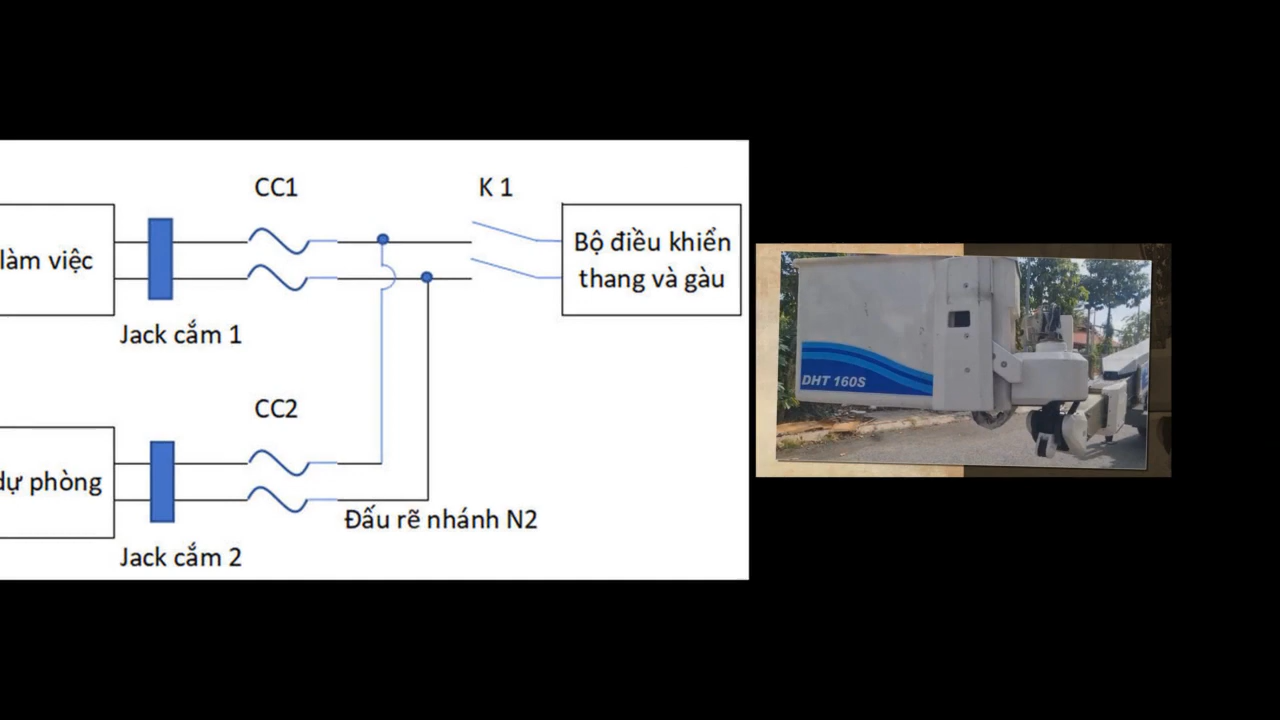 CC1
K 1
làm việc
Bộ điều khiển
thang và gàu
Jack cắm 1
CC2
dự phòng
Đấu rẽ nhánh N2
Jack cắm 2
DHT 160S